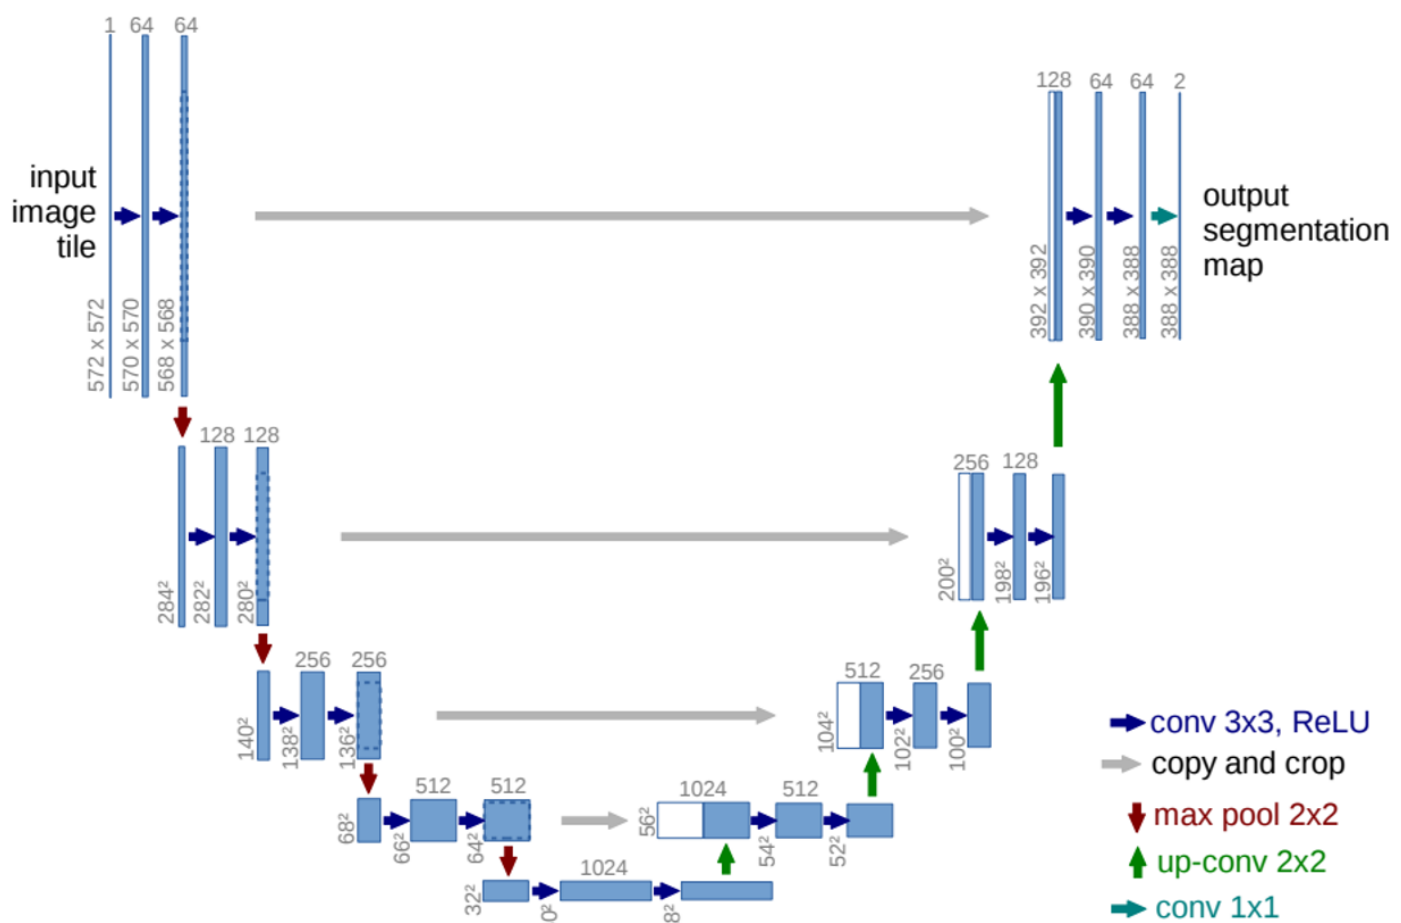 1 64 64
128
64
64
2
input
image
tile
output
segmentation
map
572 x 572
570 x 570
568 x 568
392 x 392
390 x 390
388 x 388
388 x 388
128 128
256
128
284²
282²
280²
200²
198²
196²
256
256
512
256
140²
138²
136²
104²
102²
100²
conv 3x3, ReLU
copy and crop
max pool 2x2
up-conv 2x2
conv 1x1
512
512
1024
512
68²
66²
64²
56²
54²
52²
1024
32²